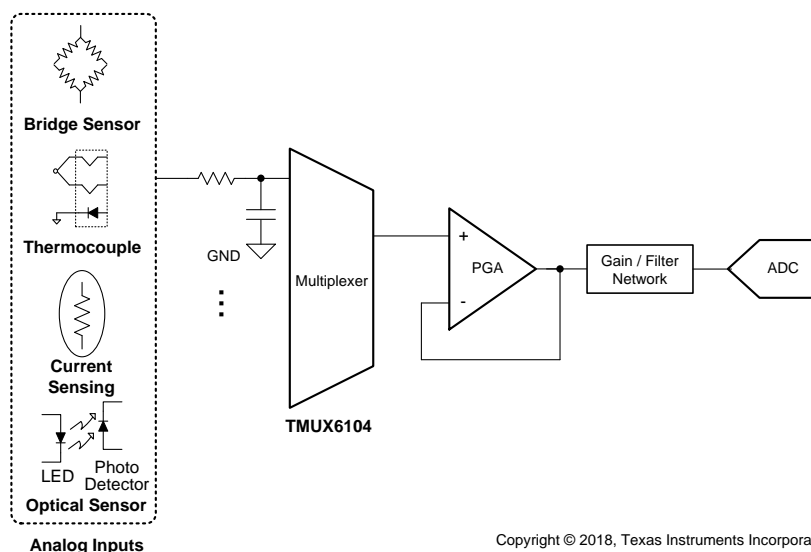 Bridge Sensor
Thermocouple
Current
Sensing
LED
Photo
Detector
Optical Sensor
Analog Inputs
GND
Multiplexer
TMUX6104
+
-
PGA
Gain / Filter
Network
ADC
Copyright © 2018, Texas Instruments Incorpora